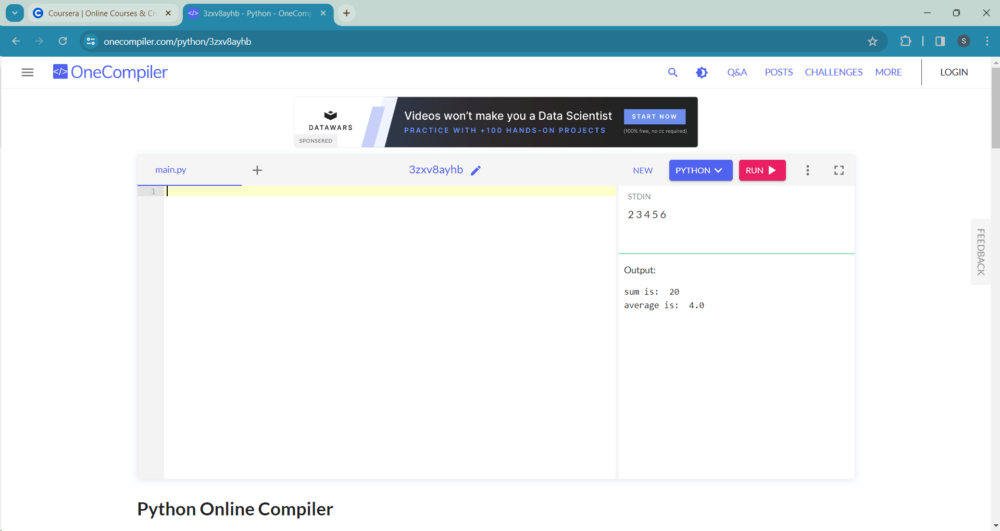 Coursera | Online Courses & Cr
3zxv8ayhb - Python - OneComp
onecompiler.com/python/3zxv8ayhb
S
</> OneCompiler
Q&A
POSTS
CHALLENGES
MORE
LOGIN
DATAWARS
SPONSERED
Videos won't make you a Data Scientist
PRACTICE WITH +100 HANDS-ON PROJECTS
START NOW
(100% free, no cc required)
main.py
3zxv8ayhb
NEW
PYTHON
RUN
1
STDIN
2 3 4 5 6
Output:
sum is:  20
average is:  4.0
FEEDBACK
Python Online Compiler